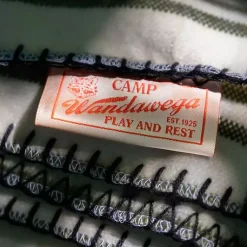 CAMP
Wandawega
EST. 1925
PLAY AND REST